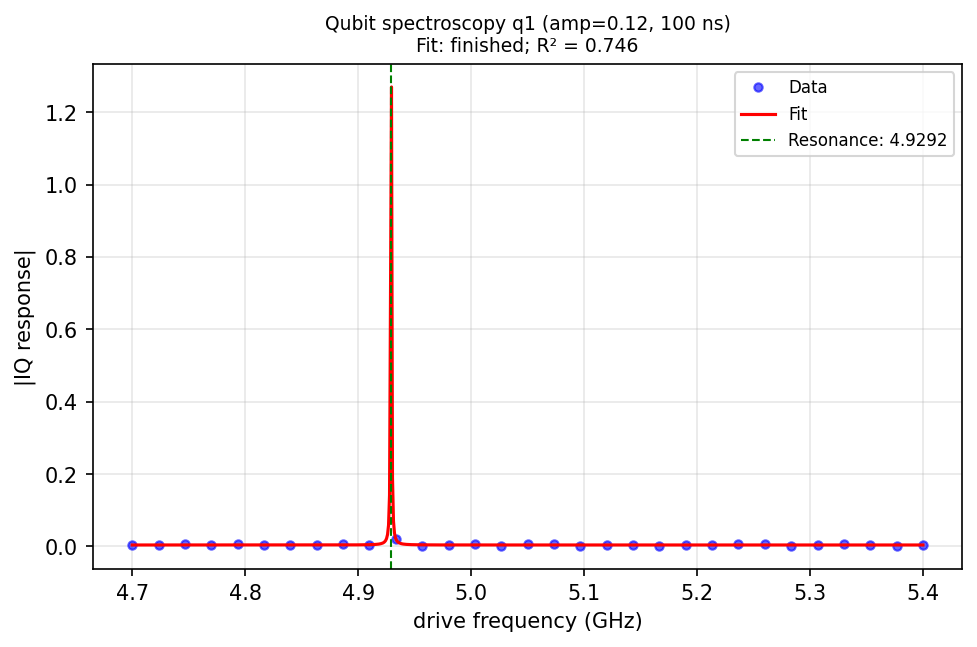 Qubit spectroscopy q1 (amp=0.12, 100 ns)
Fit: finished; R² = 0.746
Data
Fit
Resonance: 4.9292
|IQ response|
1.2
1.0
0.8
0.6
0.4
0.2
0.0
4.7 4.8 4.9 5.0 5.1 5.2 5.3 5.4
drive frequency (GHz)